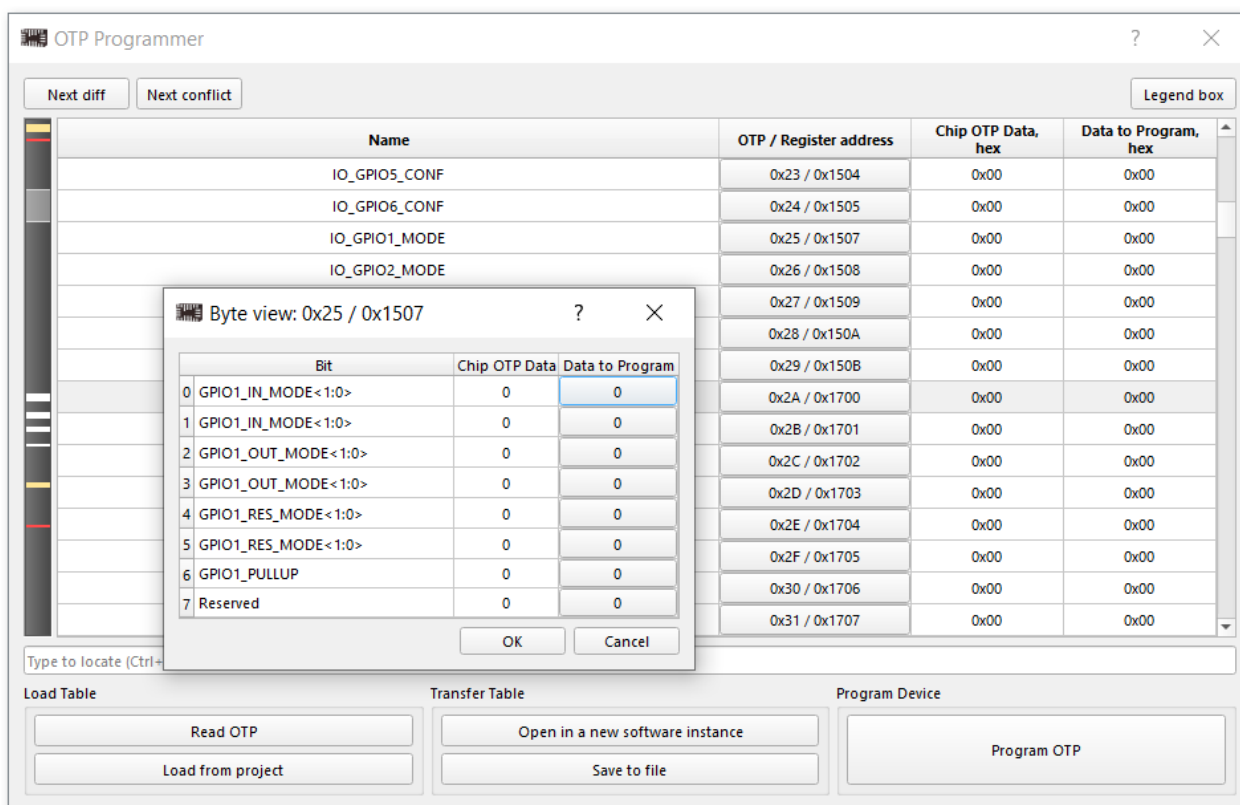 OTP Programmer ? ×
Next diff Next conflict Legend box
Name OTP / Register address Chip OTP Data, hex Data to Program, hex
IO_GPIO5_CONF 0x23 / 0x1504 0x00 0x00
IO_GPIO6_CONF 0x24 / 0x1505 0x00 0x00
IO_GPIO1_MODE 0x25 / 0x1507 0x00 0x00
IO_GPIO2_MODE 0x26 / 0x1508 0x00 0x00
0x27 / 0x1509 0x00 0x00
0x28 / 0x150A 0x00 0x00
0x29 / 0x150B 0x00 0x00
0x2A / 0x1700 0x00 0x00
0x2B / 0x1701 0x00 0x00
0x2C / 0x1702 0x00 0x00
0x2D / 0x1703 0x00 0x00
0x2E / 0x1704 0x00 0x00
0x2F / 0x1705 0x00 0x00
0x30 / 0x1706 0x00 0x00
0x31 / 0x1707 0x00 0x00
Byte view: 0x25 / 0x1507 ? ×
Bit Chip OTP Data Data to Program
0 GPIO1_IN_MODE<1:0> 0 0
1 GPIO1_IN_MODE<1:0> 0 0
2 GPIO1_OUT_MODE<1:0> 0 0
3 GPIO1_OUT_MODE<1:0> 0 0
4 GPIO1_RES_MODE<1:0> 0 0
5 GPIO1_RES_MODE<1:0> 0 0
6 GPIO1_PULLUP 0 0
7 Reserved 0 0
OK Cancel
Type to locate (Ctrl+
Load Table Transfer Table Program Device
Read OTP Open in a new software instance Program OTP
Load from project Save to file